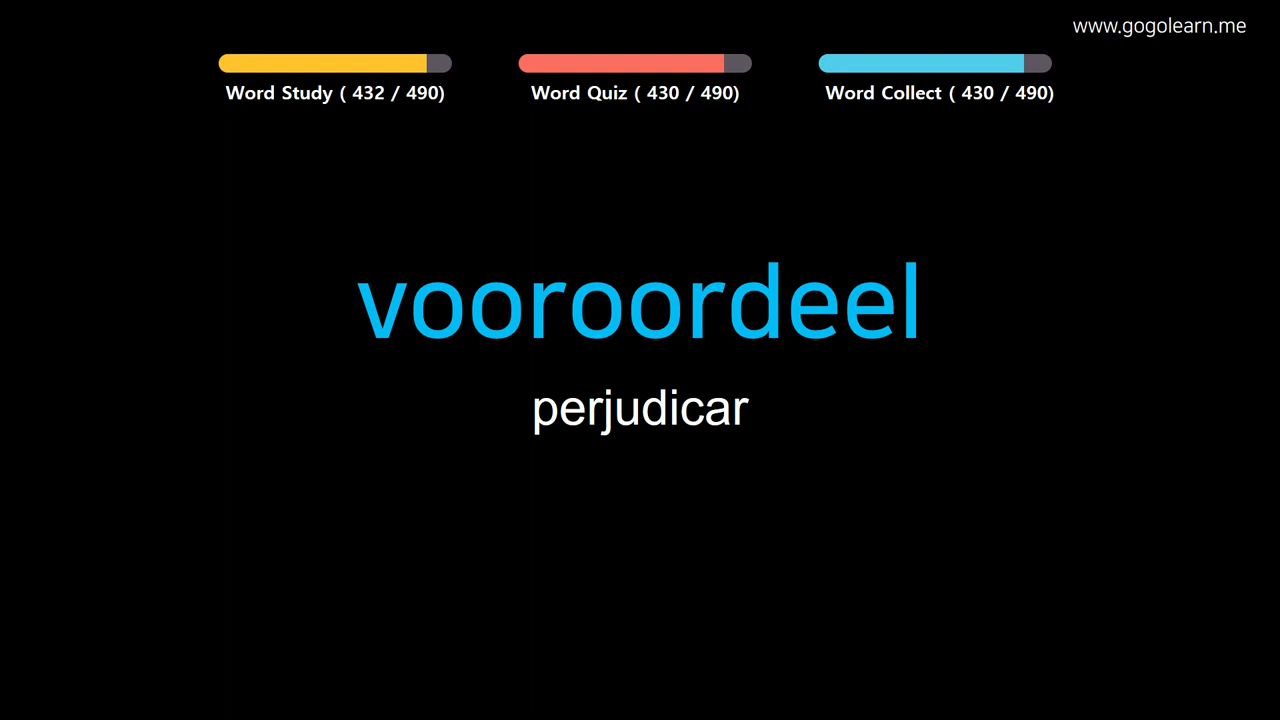 www.gogolearn.me
Word Study ( 432 / 490)
Word Quiz ( 430 / 490)
Word Collect ( 430 / 490)
vooroordeel
perjudicar